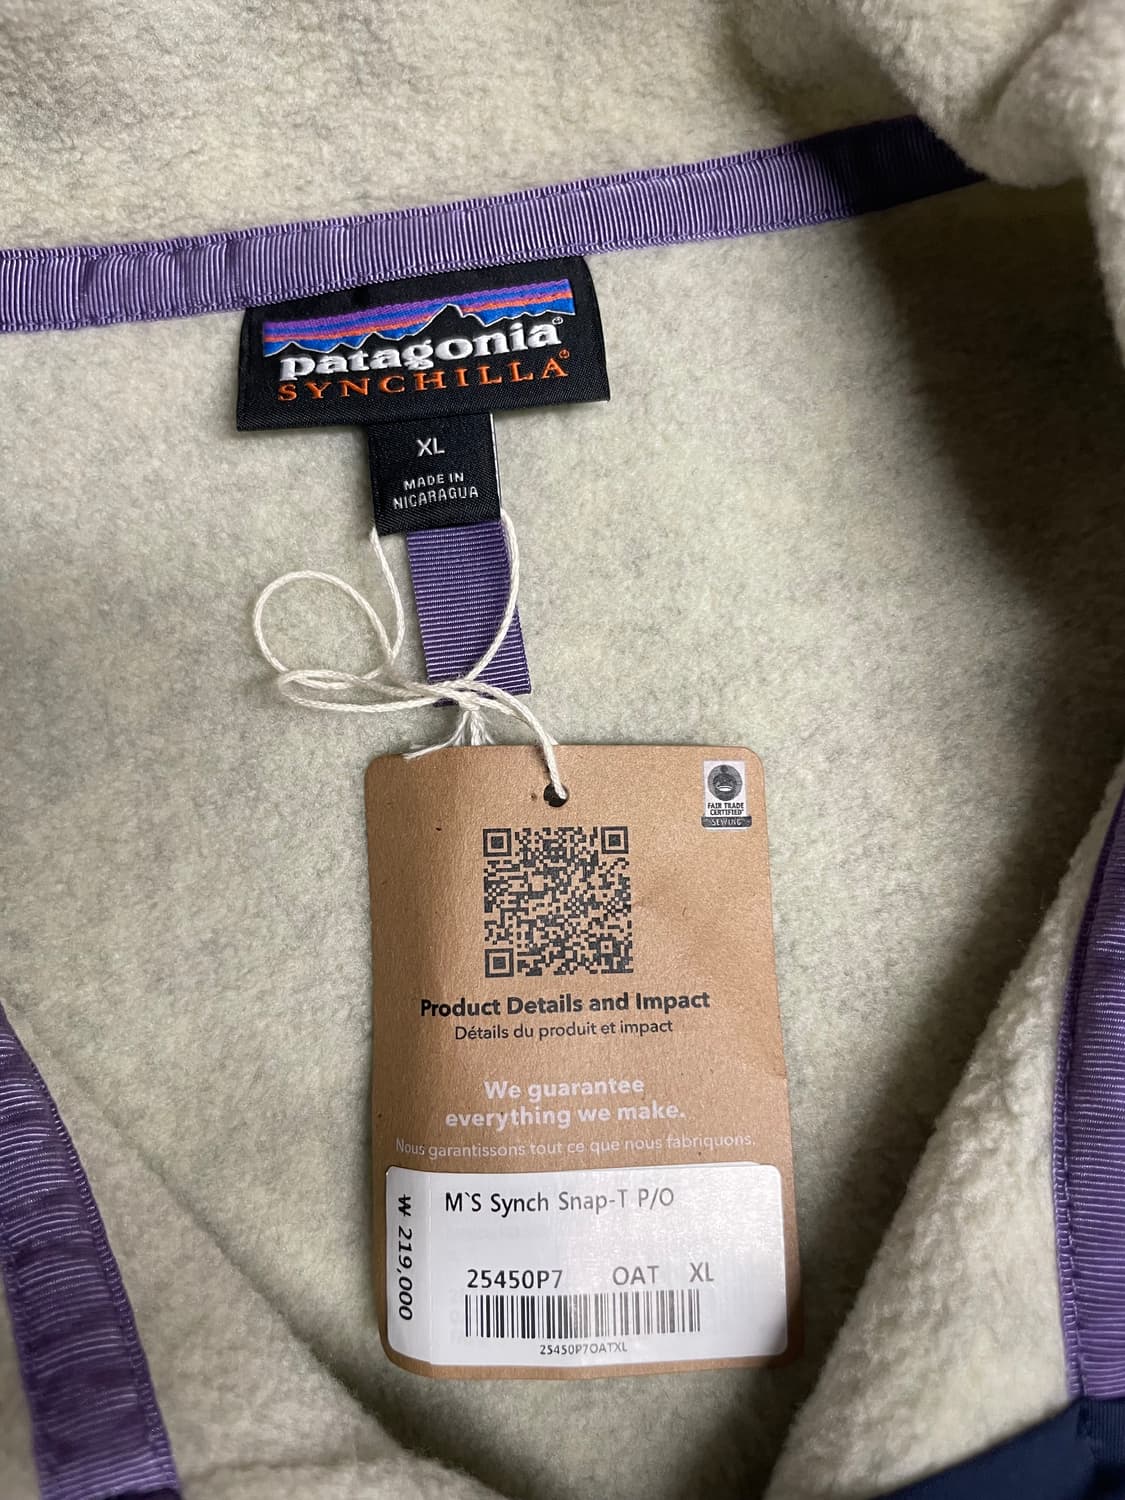 patagonia®
SYNCHILLA®
XL
MADE IN
NICARAGUA
FAIR TRADE
CERTIFIED
SEWING
Product Details and Impact
Détails du produit et impact
We guarantee
everything we make.
Nous garantissons tout ce que nous fabriquons.
M`S Synch Snap-T P/O
₩ 219,000
25450P7 OAT XL
25450P7OATXL